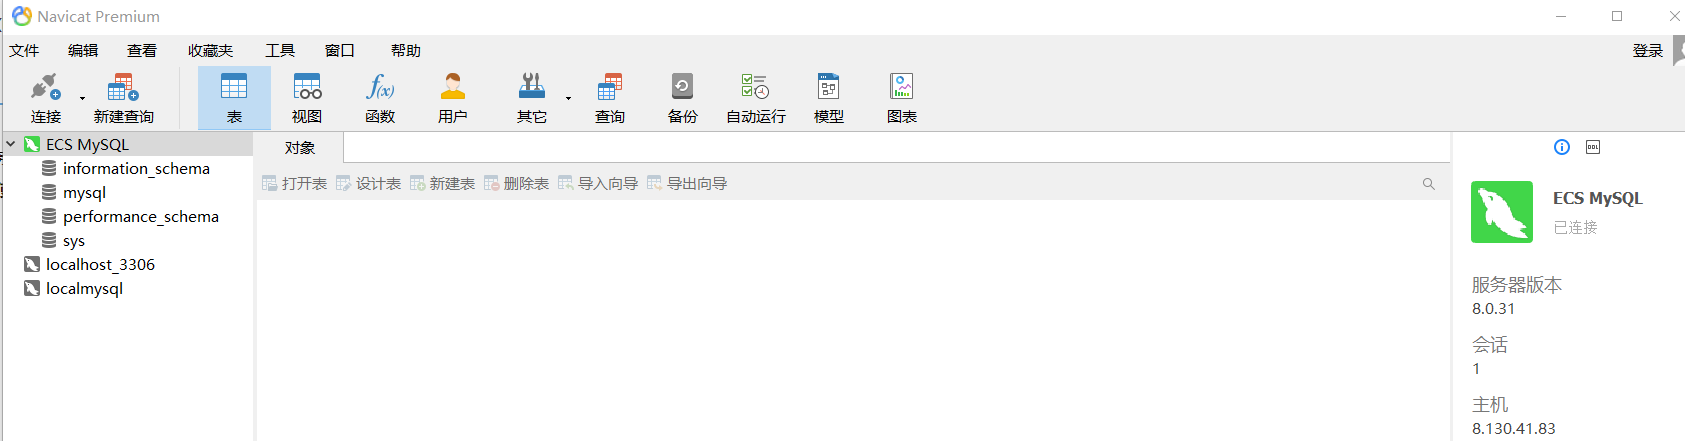 Navicat Premium
文件 编辑 查看 收藏夹 工具 窗口 帮助 登录
连接 新建查询 表 视图 函数 用户 其它 查询 备份 自动运行 模型 图表
f(x)
ECS MySQL
information_schema
mysql
performance_schema
sys
localhost_3306
localmysql
对象
打开表 设计表 新建表 删除表 导入向导 导出向导
DDL
ECS MySQL
已连接
服务器版本
8.0.31
会话
1
主机
8.130.41.83